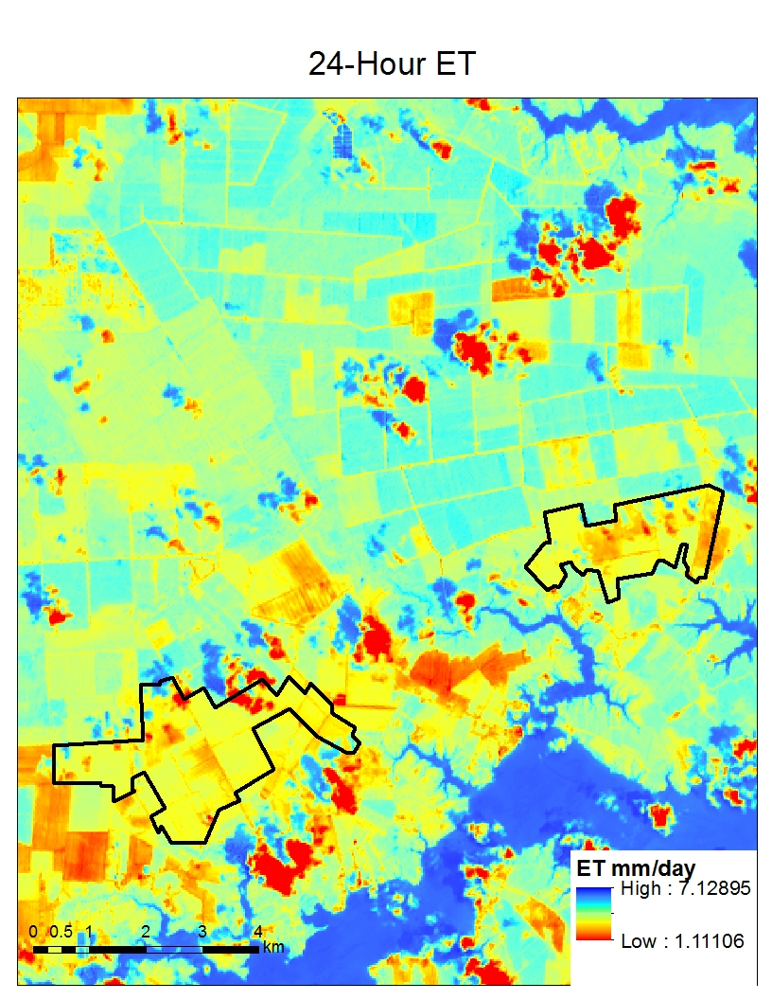 24-Hour ET
ET mm/day
High : 7.12895
Low : 1.11106
0 0.5 1 2 3 4
km